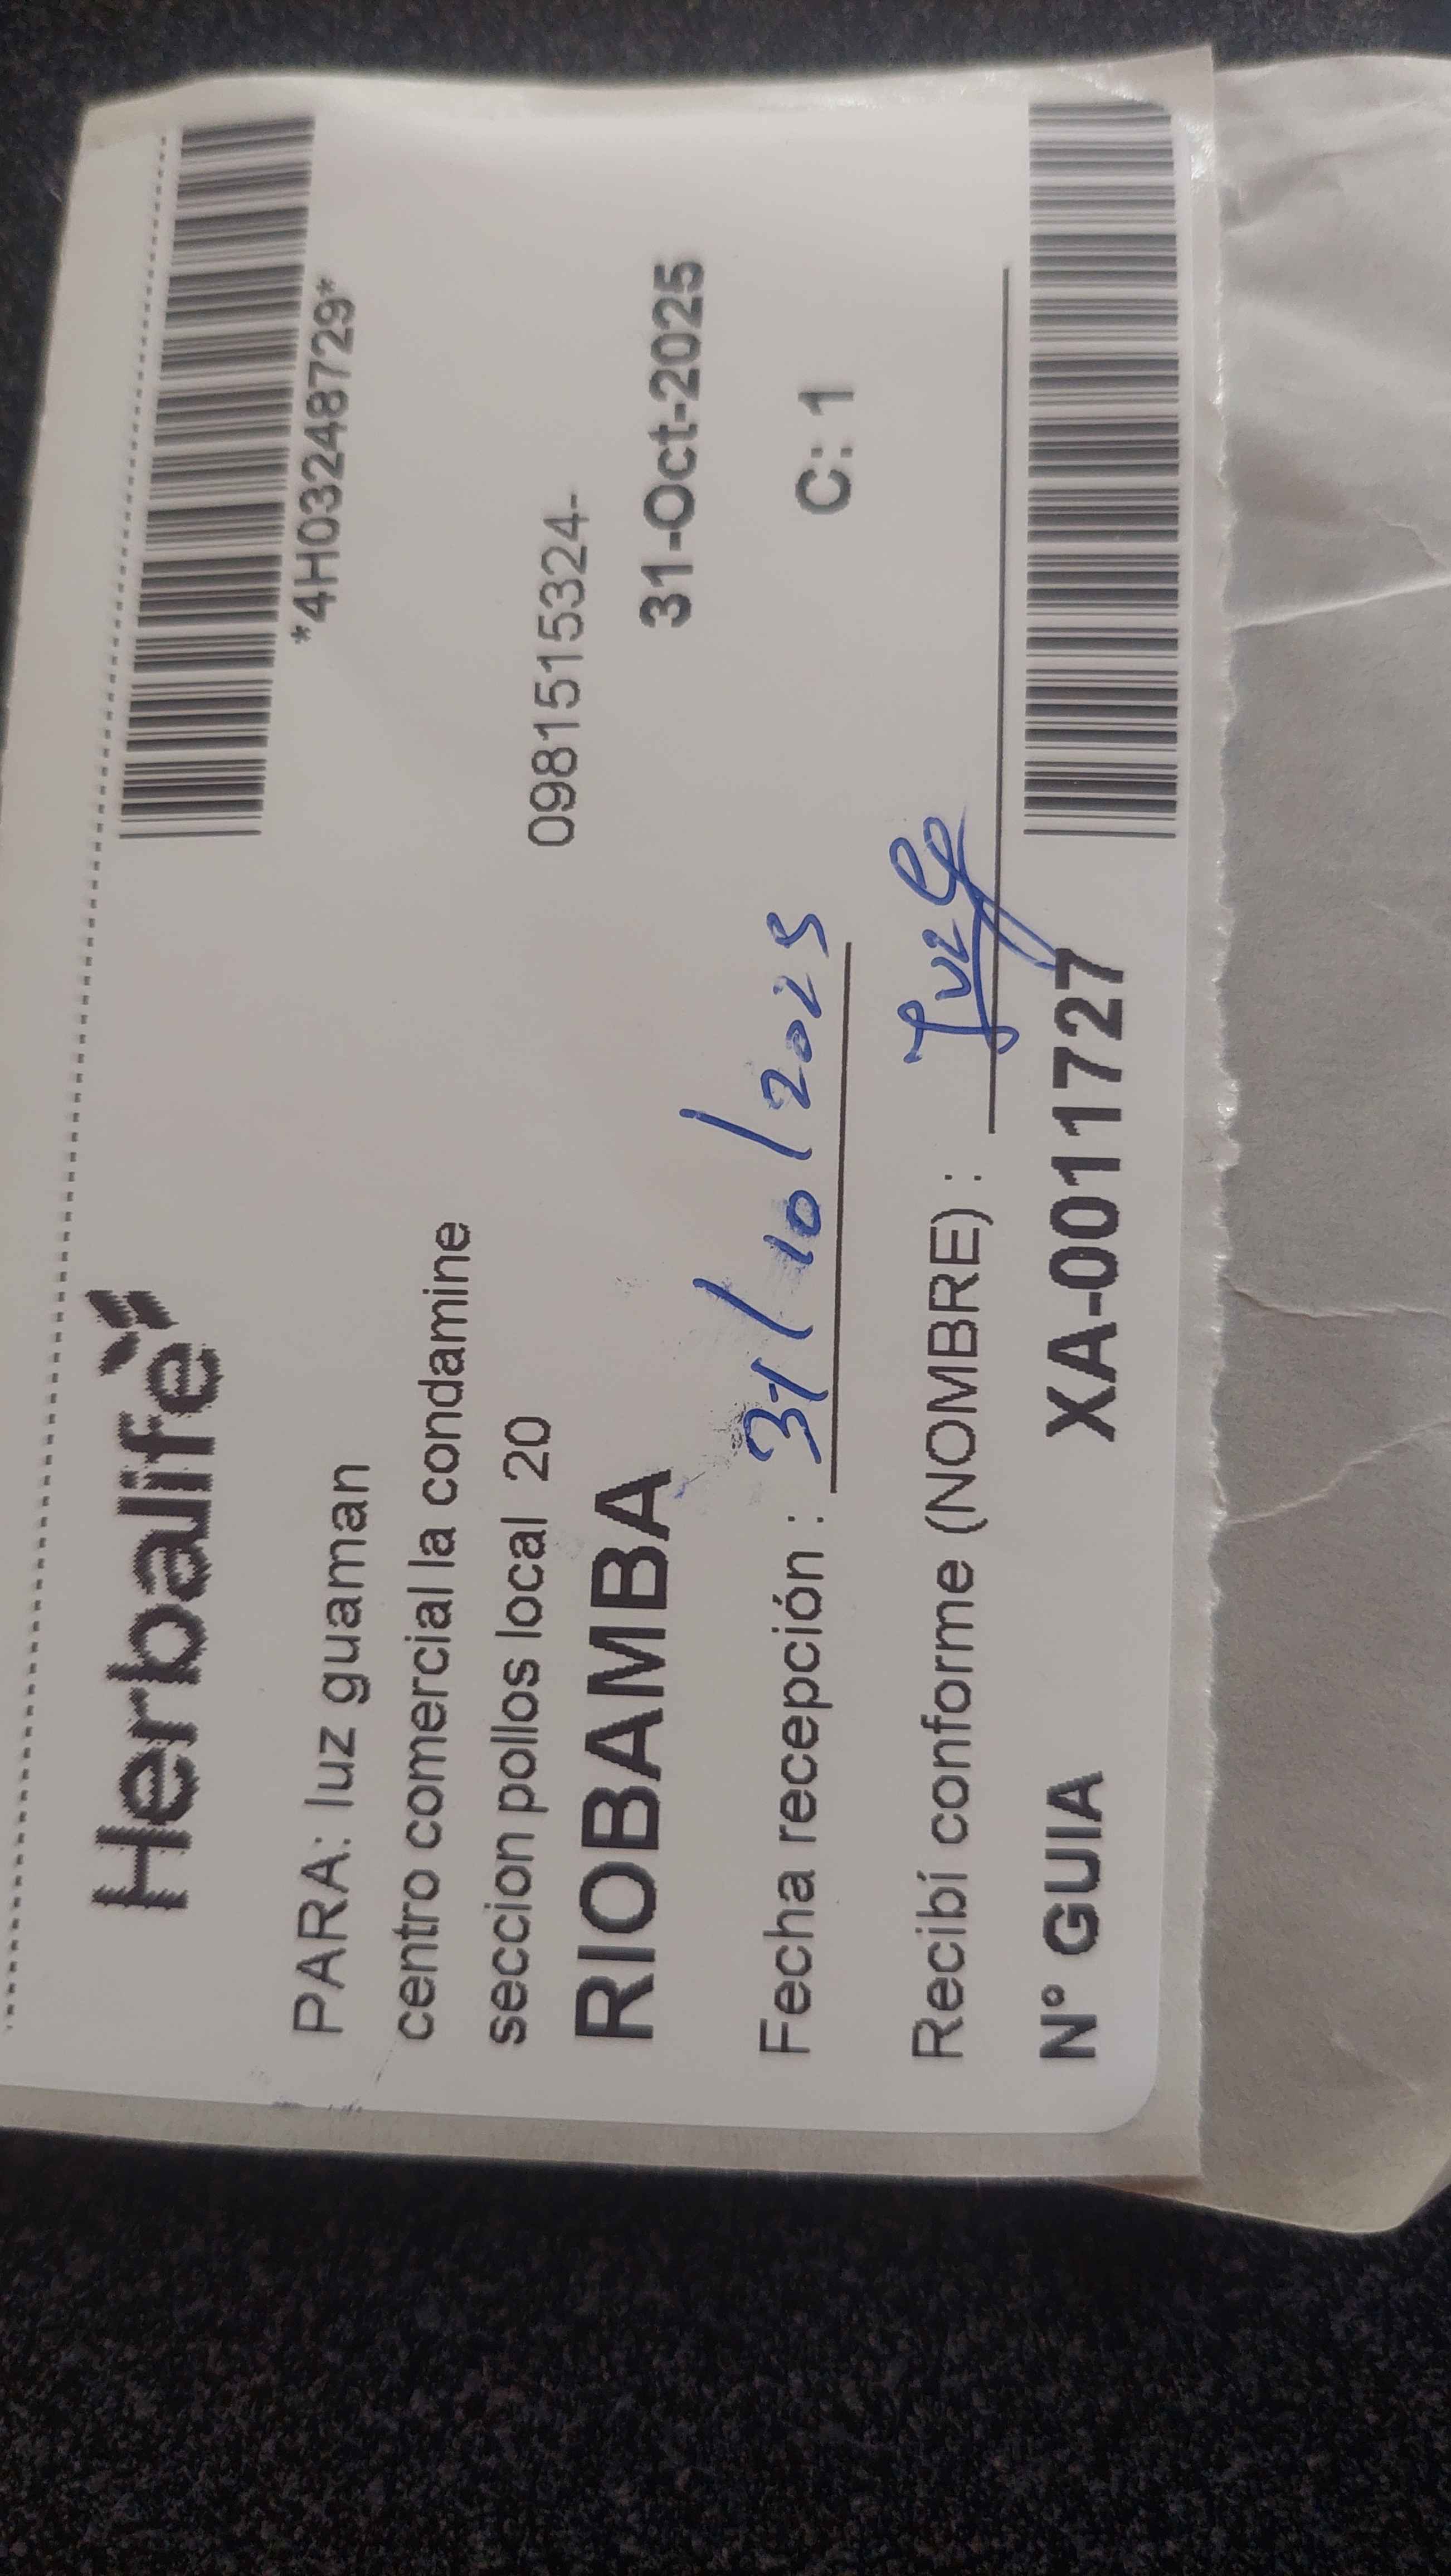 Herbalife
*4H03248729*
PARA: luz guaman
centro comercial la condamine
seccion pollos local 20
0981515324-
RIOBAMBA
31-Oct-2025
Fecha recepción : 31/10/2025
C: 1
Recibí conforme (NOMBRE) :
N° GUIA XA-0011727